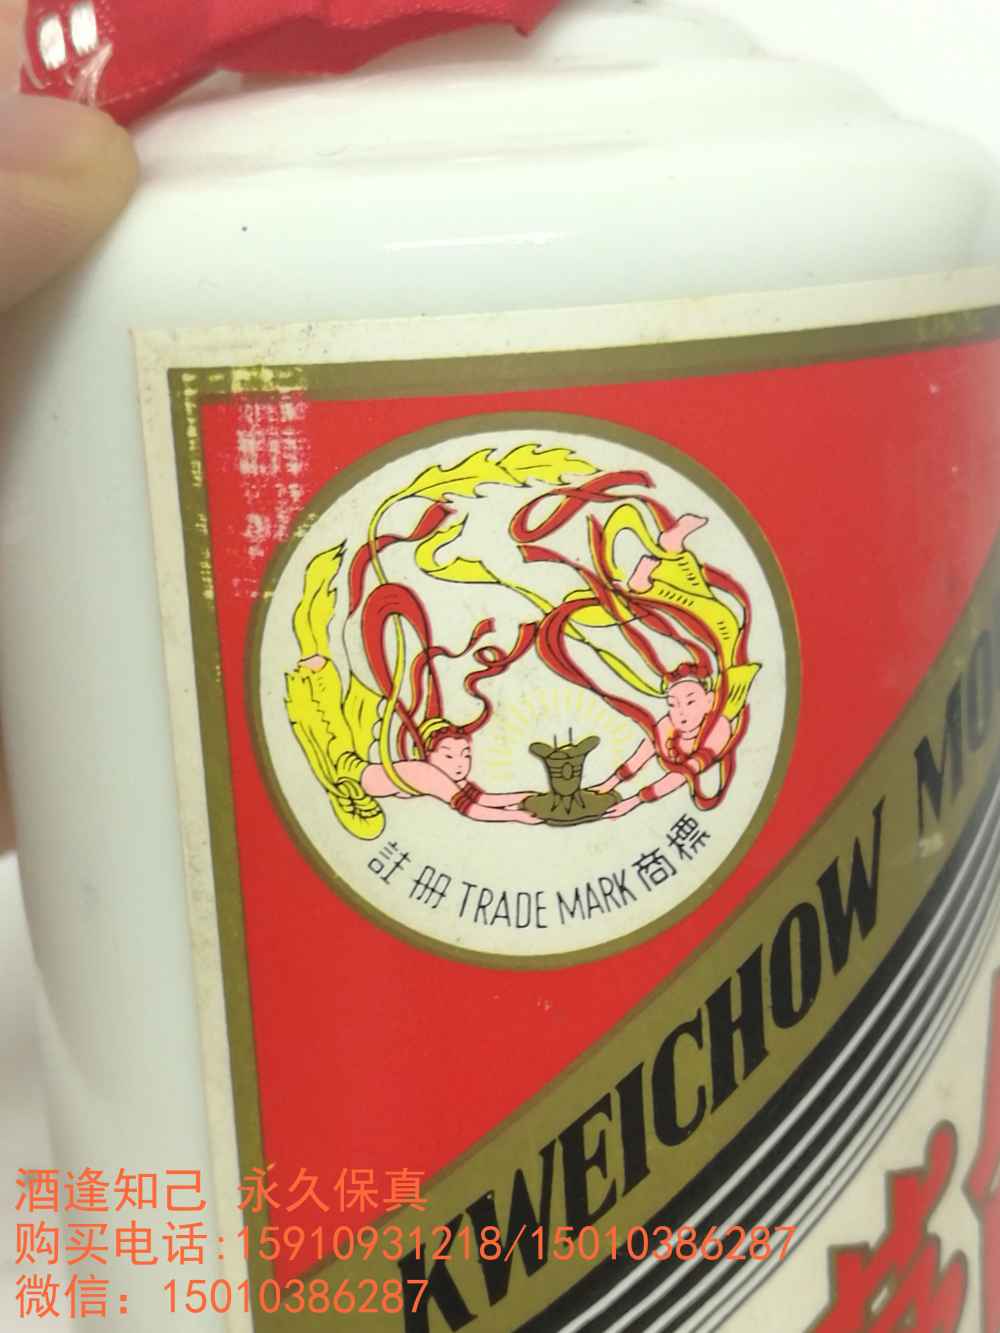 註冊 TRADE MARK 商標
KWEICHOW MO
酒逢知己 永久保真
购买电话:15910931218/15010386287
微信：15010386287